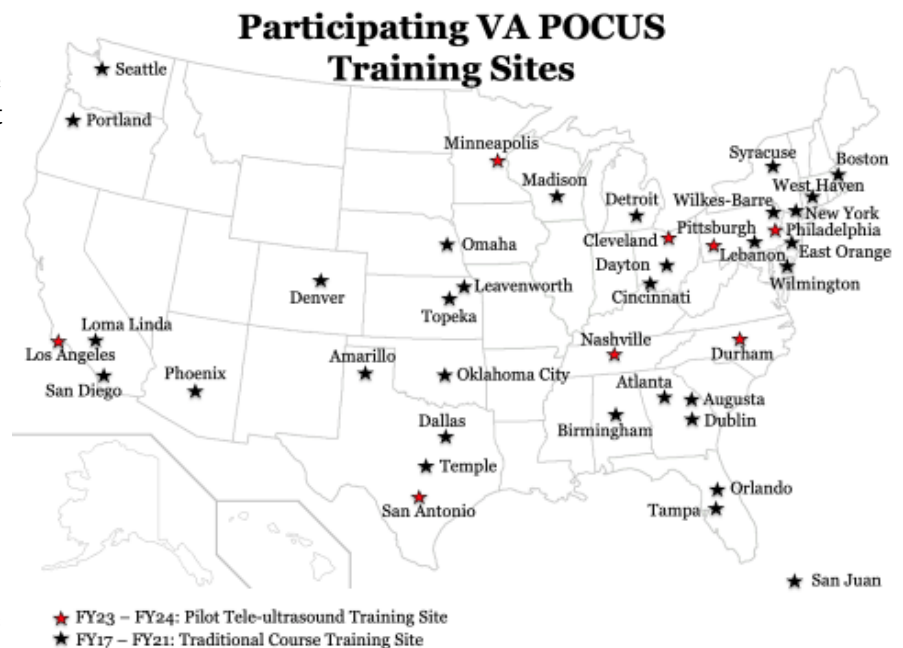 Participating VA POCUS
Training Sites
Seattle
Portland
Minneapolis
Madison
Detroit
Syracuse
Boston
West Haven
Wilkes-Barre
New York
Pittsburgh
Philadelphia
Cleveland
Lebanon
East Orange
Omaha
Dayton
Wilmington
Leavenworth
Denver
Cincinnati
Topeka
Loma Linda
Los Angeles
Nashville
Durham
San Diego
Phoenix
Amarillo
Oklahoma City
Atlanta
Augusta
Dallas
Birmingham
Dublin
Temple
San Antonio
Orlando
Tampa
San Juan
FY23 – FY24: Pilot Tele-ultrasound Training Site
FY17 – FY21: Traditional Course Training Site